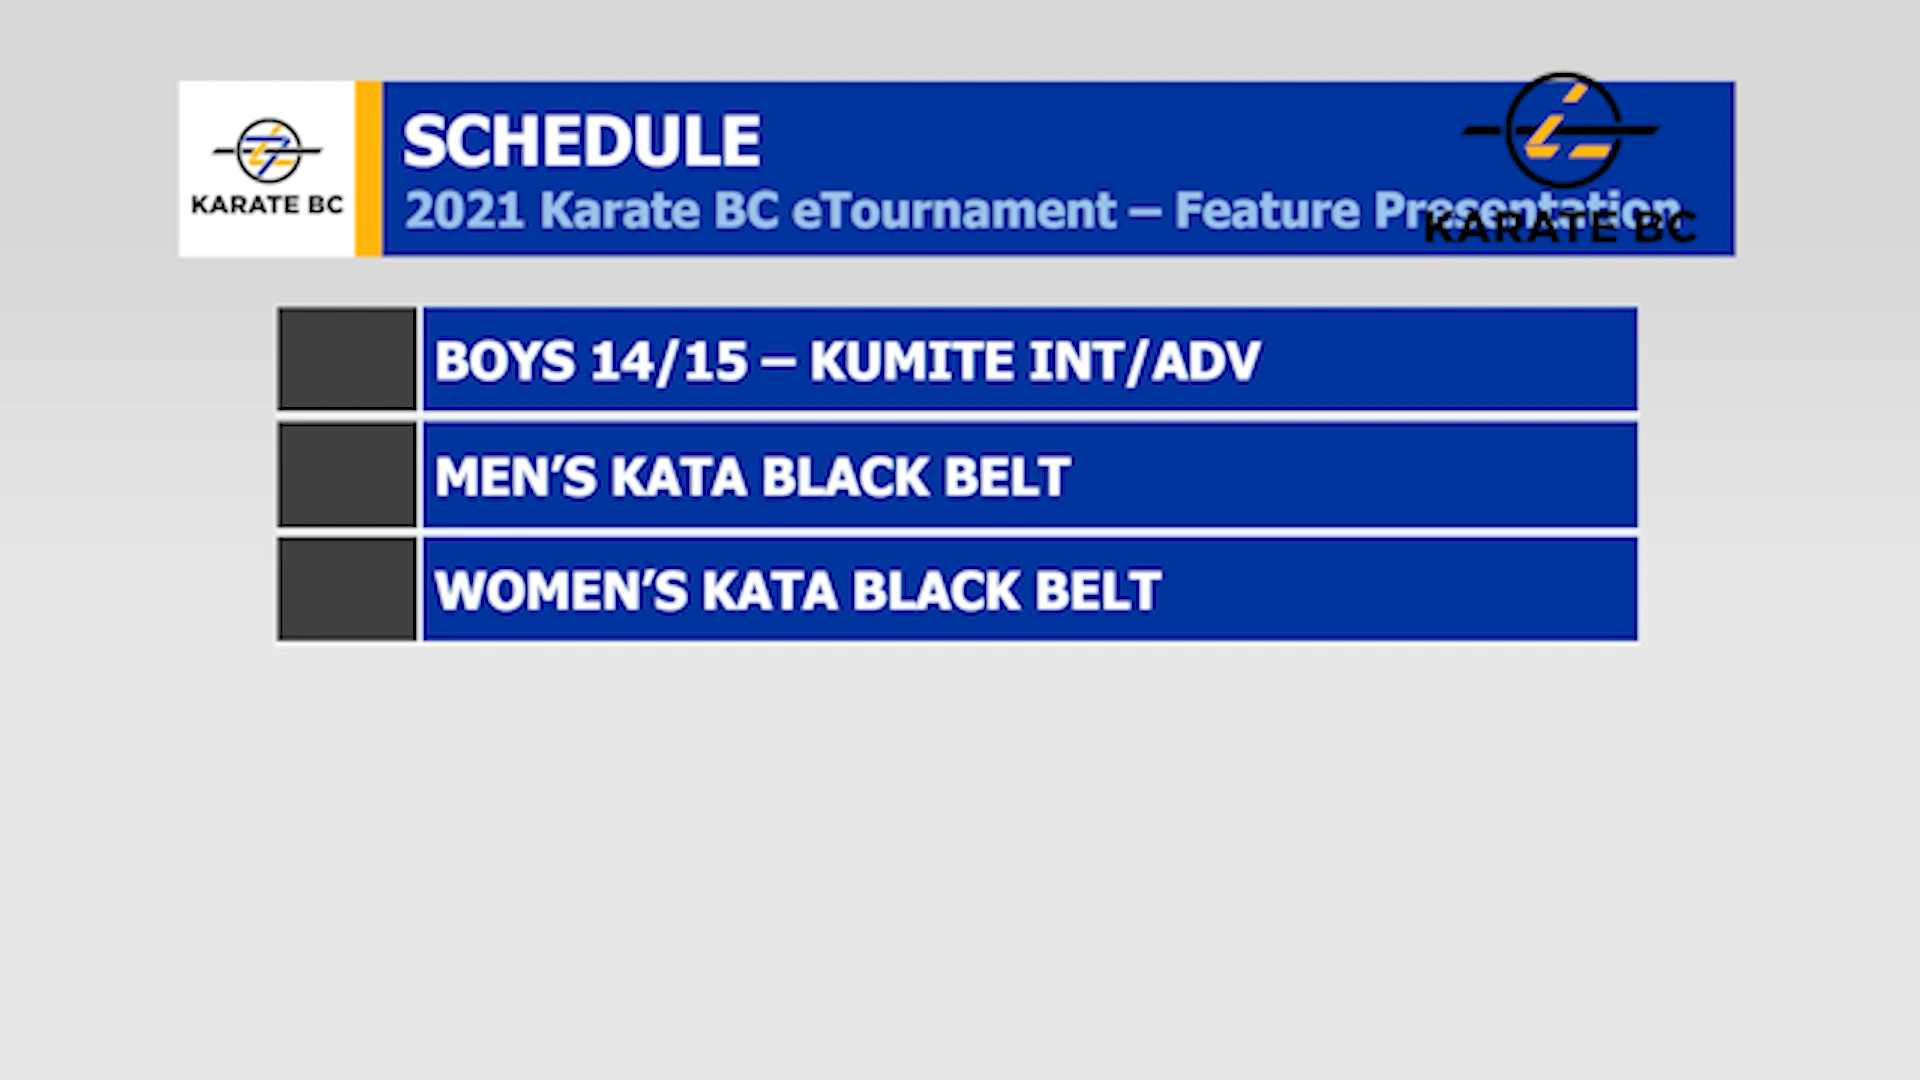 KARATE BC
SCHEDULE
2021 Karate BC eTournament – Feature Presentation
KARATE BC
BOYS 14/15 – KUMITE INT/ADV
MEN’S KATA BLACK BELT
WOMEN’S KATA BLACK BELT